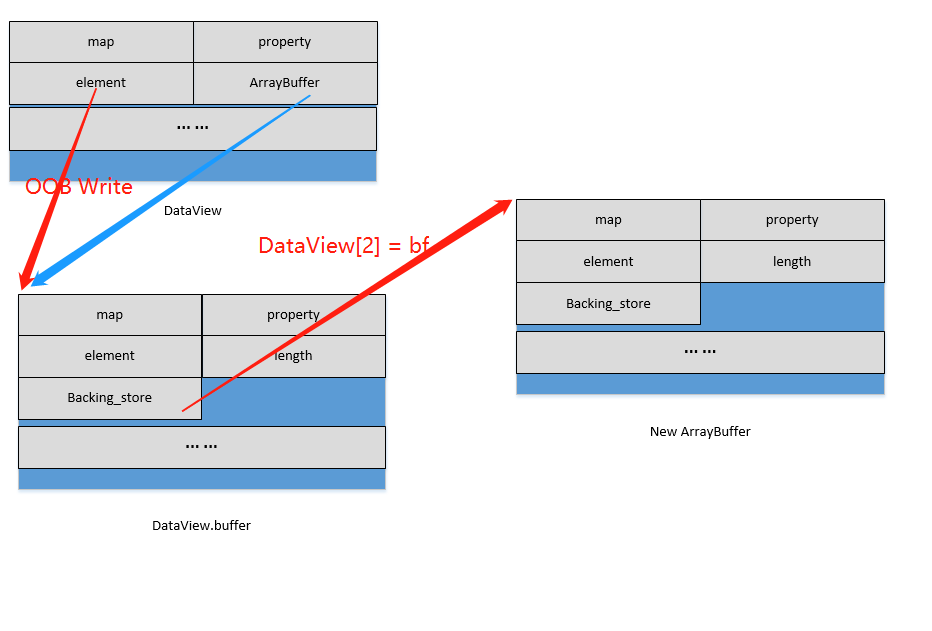 map property
element ArrayBuffer
... ...
OOB Write
DataView
DataView[2] = bf
map property
element length
Backing_store
... ...
DataView.buffer
map property
element length
Backing_store
... ...
New ArrayBuffer